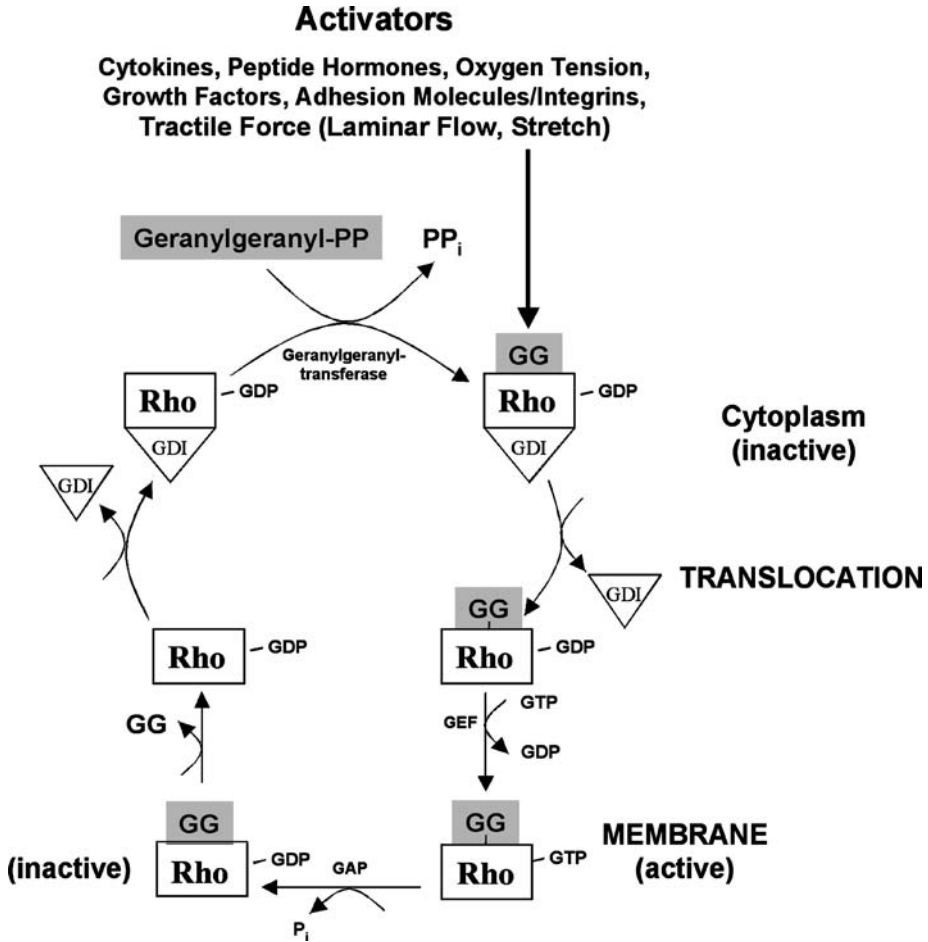 Activators
Cytokines, Peptide Hormones, Oxygen Tension,
Growth Factors, Adhesion Molecules/Integrins,
Tractile Force (Laminar Flow, Stretch)
Geranylgeranyl-PP
PPi
Geranylgeranyl-
transferase
GG
Rho
GDP
GDI
Rho
GDP
GDI
Cytoplasm
(inactive)
GDI
TRANSLOCATION
GDI
GG
Rho
GDP
Rho
GDP
GTP
GEF
GDP
GG
GG
Rho
GTP
MEMBRANE
(active)
GG
Rho
GDP
(inactive)
GAP
Pi